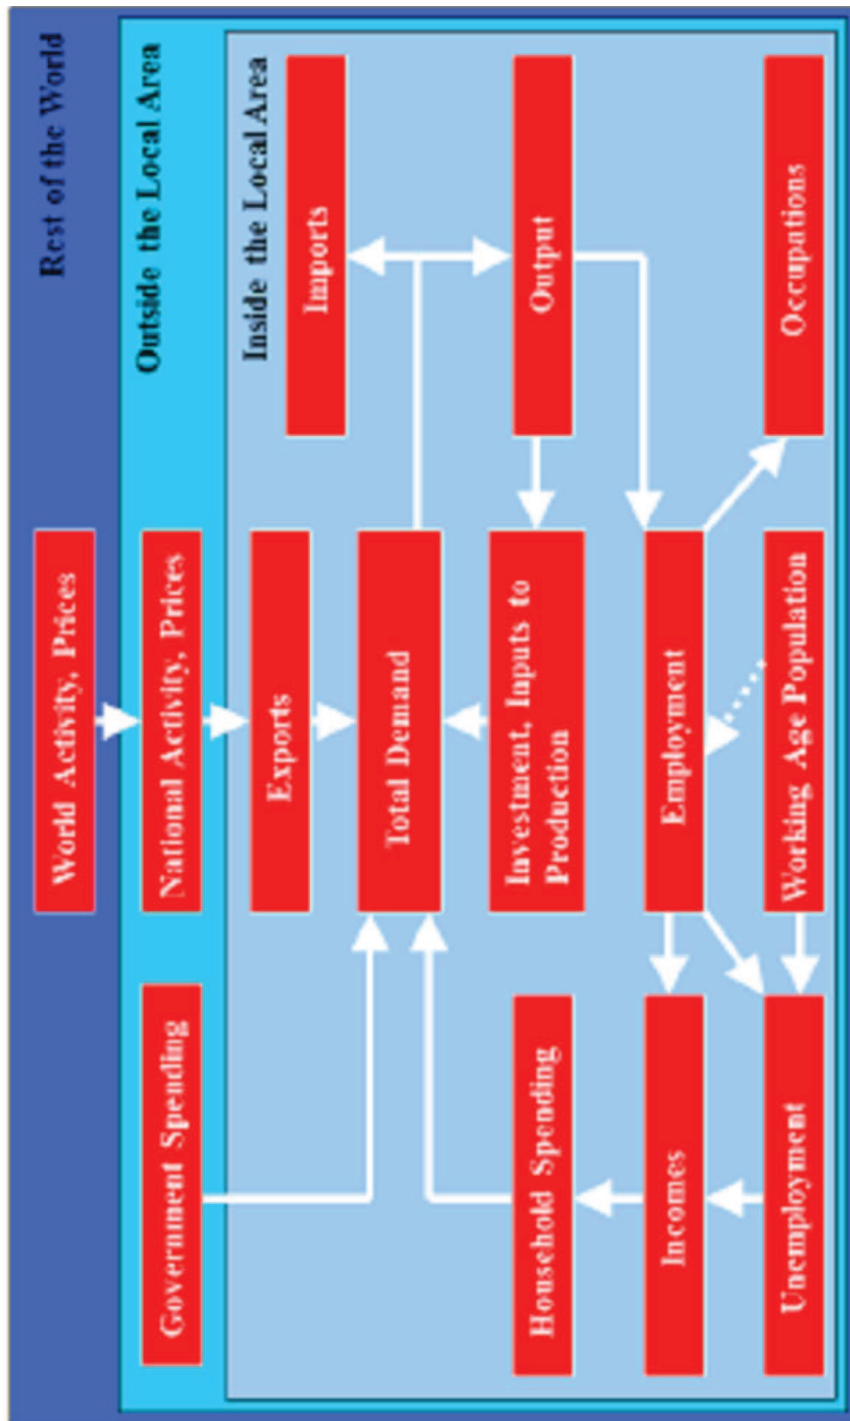 Rest of the World
Outside the Local Area
Inside the Local Area
World Activity, Prices
Government Spending
National Activity, Prices
Exports
Imports
Total Demand
Household Spending
Investment, Inputs to
Production
Output
Incomes
Employment
Unemployment
Working Age Population
Occupations